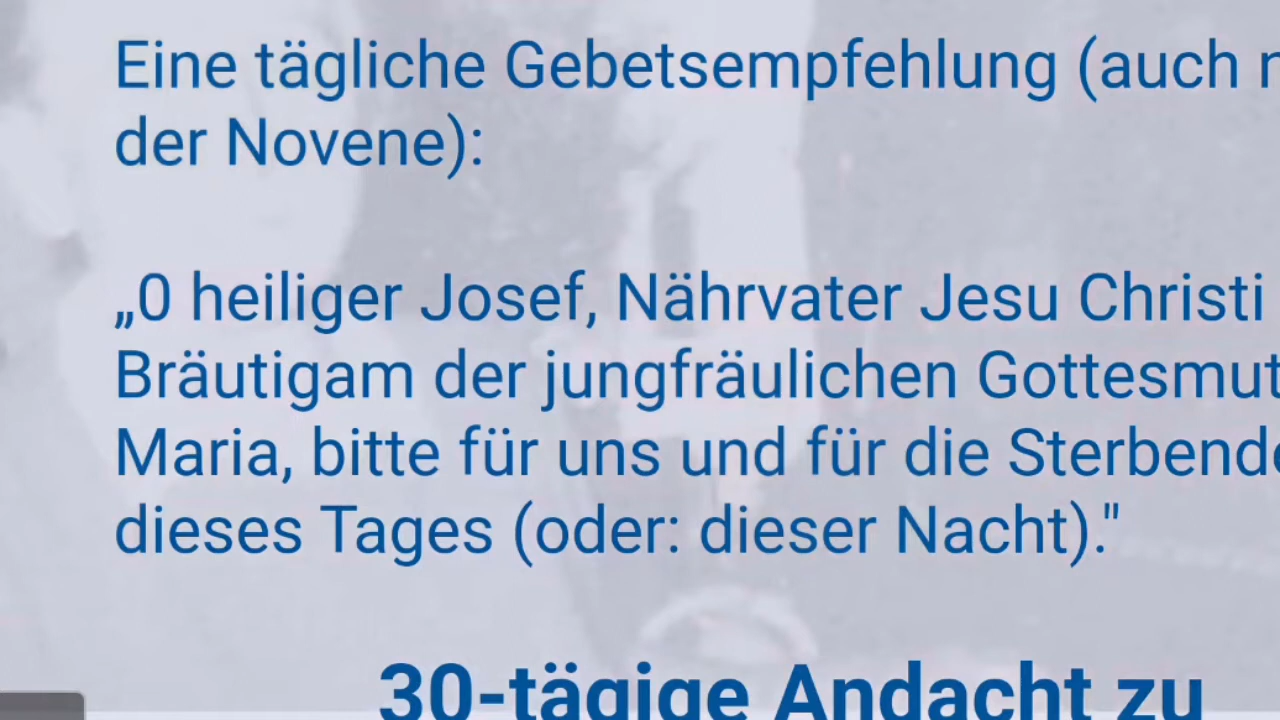 Eine tägliche Gebetsempfehlung (auch
der Novene):
„0 heiliger Josef, Nährvater Jesu Christi
Bräutigam der jungfräulichen
Maria, bitte für uns und für die
dieses Tages (oder: dieser Nacht)."
30-tägige Andacht zu